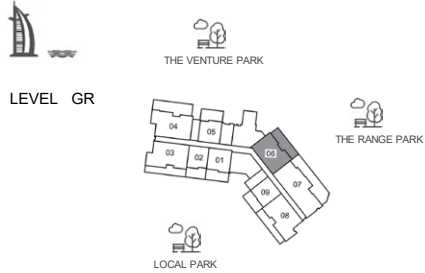 THE VENTURE PARK
LEVEL GR
THE RANGE PARK
04
05
03
02
01
06
07
09
08
LOCAL PARK